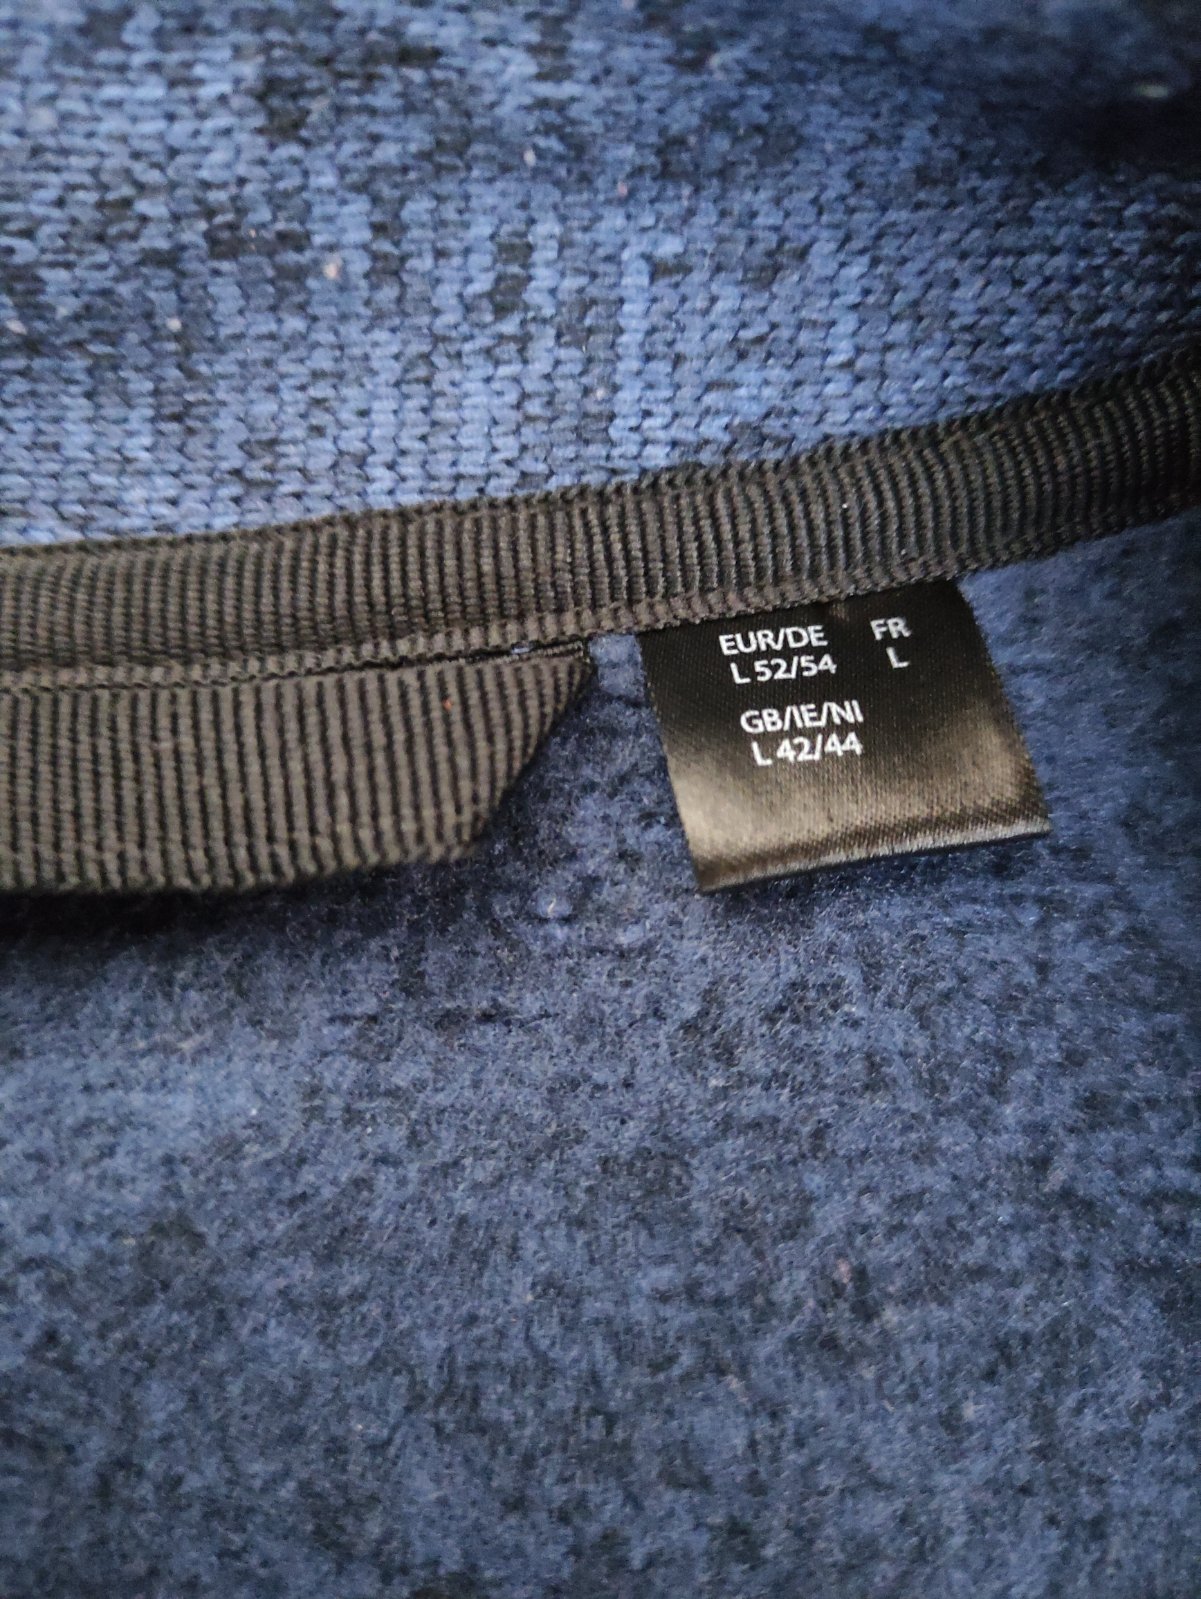 EUR/DE FR
L 52/54 L
GB/IE/NI
L 42/44